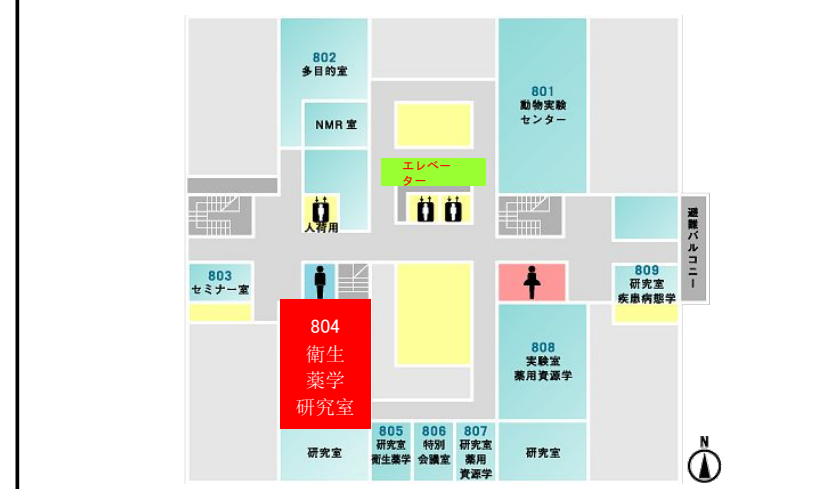 802
多目的室
NMR 室
801
動物実験
センター
エレベー
ター
人荷用
避難バルコニー
803
セミナー室
809
研究室
疾患病態学
804
衛生
薬学
研究室
808
実験室
薬用資源学
研究室
805
研究室
衛生薬学
806
特別
会議室
807
研究室
薬用
資源学
研究室
N